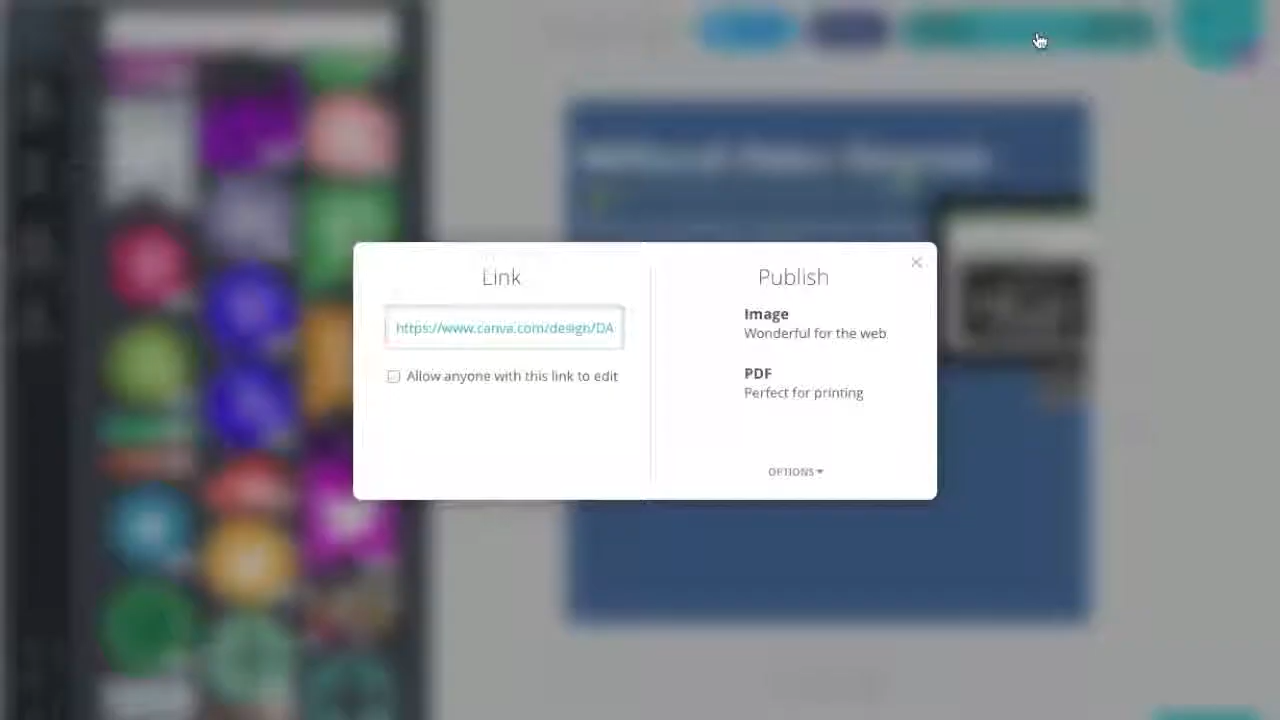 Link
https://www.canva.com/design/DA
Allow anyone with this link to edit
Publish
Image
Wonderful for the web
PDF
Perfect for printing
OPTIONS